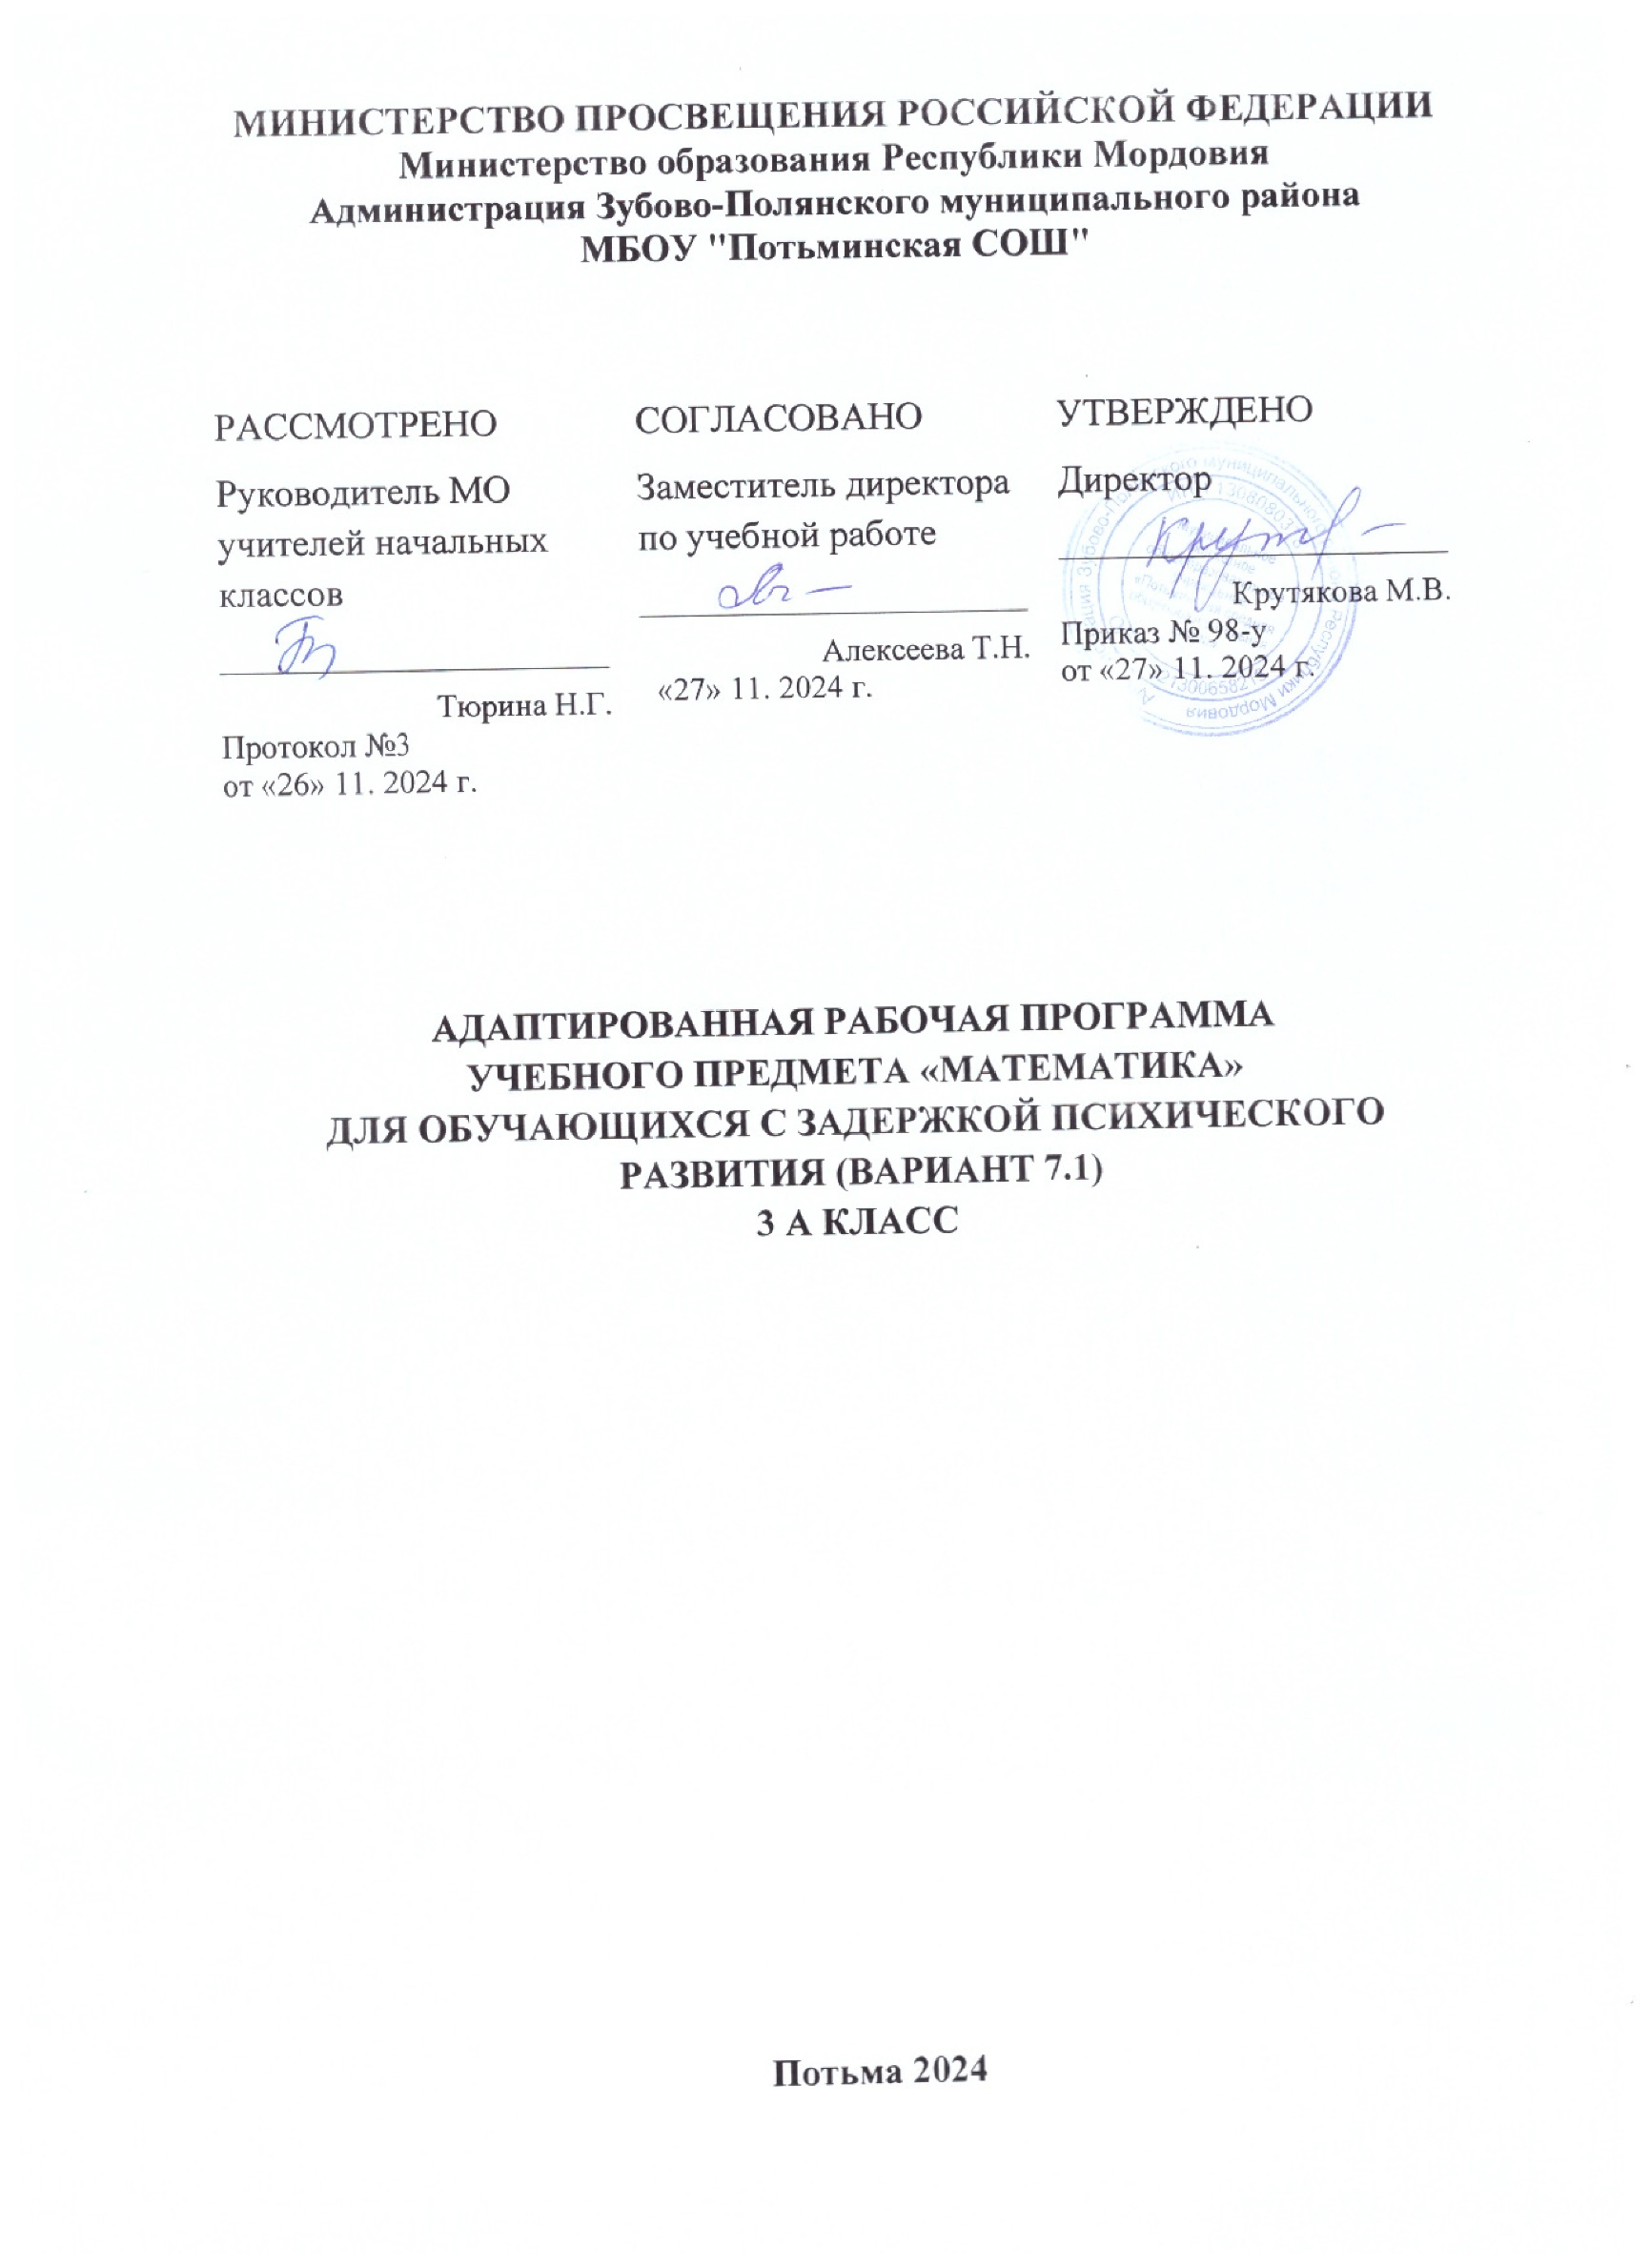 МИНИСТЕРСТВО ПРОСВЕЩЕНИЯ РОССИЙСКОЙ ФЕДЕРАЦИИ
Министерство образования Республики Мордовия
Администрация Зубово-Полянского муниципального района
МБОУ "Потьминская СОШ"
РАССМОТРЕНО
Руководитель МО
учителей начальных
классов
Тюрина Н.Г.
Протокол №3
от «26» 11. 2024 г.
СОГЛАСОВАНО
Заместитель директора
по учебной работе
Алексеева Т.Н.
«27» 11. 2024 г.
УТВЕРЖДЕНО
Директор
Крутякова М.В.
Приказ № 98-у
от «27» 11. 2024 г.
Республики Мордовия
АДАПТИРОВАННАЯ РАБОЧАЯ ПРОГРАММА
УЧЕБНОГО ПРЕДМЕТА «МАТЕМАТИКА»
ДЛЯ ОБУЧАЮЩИХСЯ С ЗАДЕРЖКОЙ ПСИХИЧЕСКОГО
РАЗВИТИЯ (ВАРИАНТ 7.1)
3 А КЛАСС
Потьма 2024